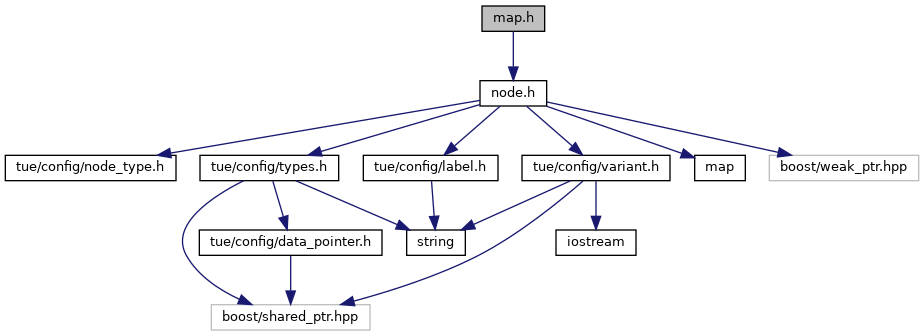 map.h
node.h
tue/config/node_type.h
tue/config/types.h
tue/config/label.h
tue/config/variant.h
map
boost/weak_ptr.hpp
tue/config/data_pointer.h
string
iostream
boost/shared_ptr.hpp